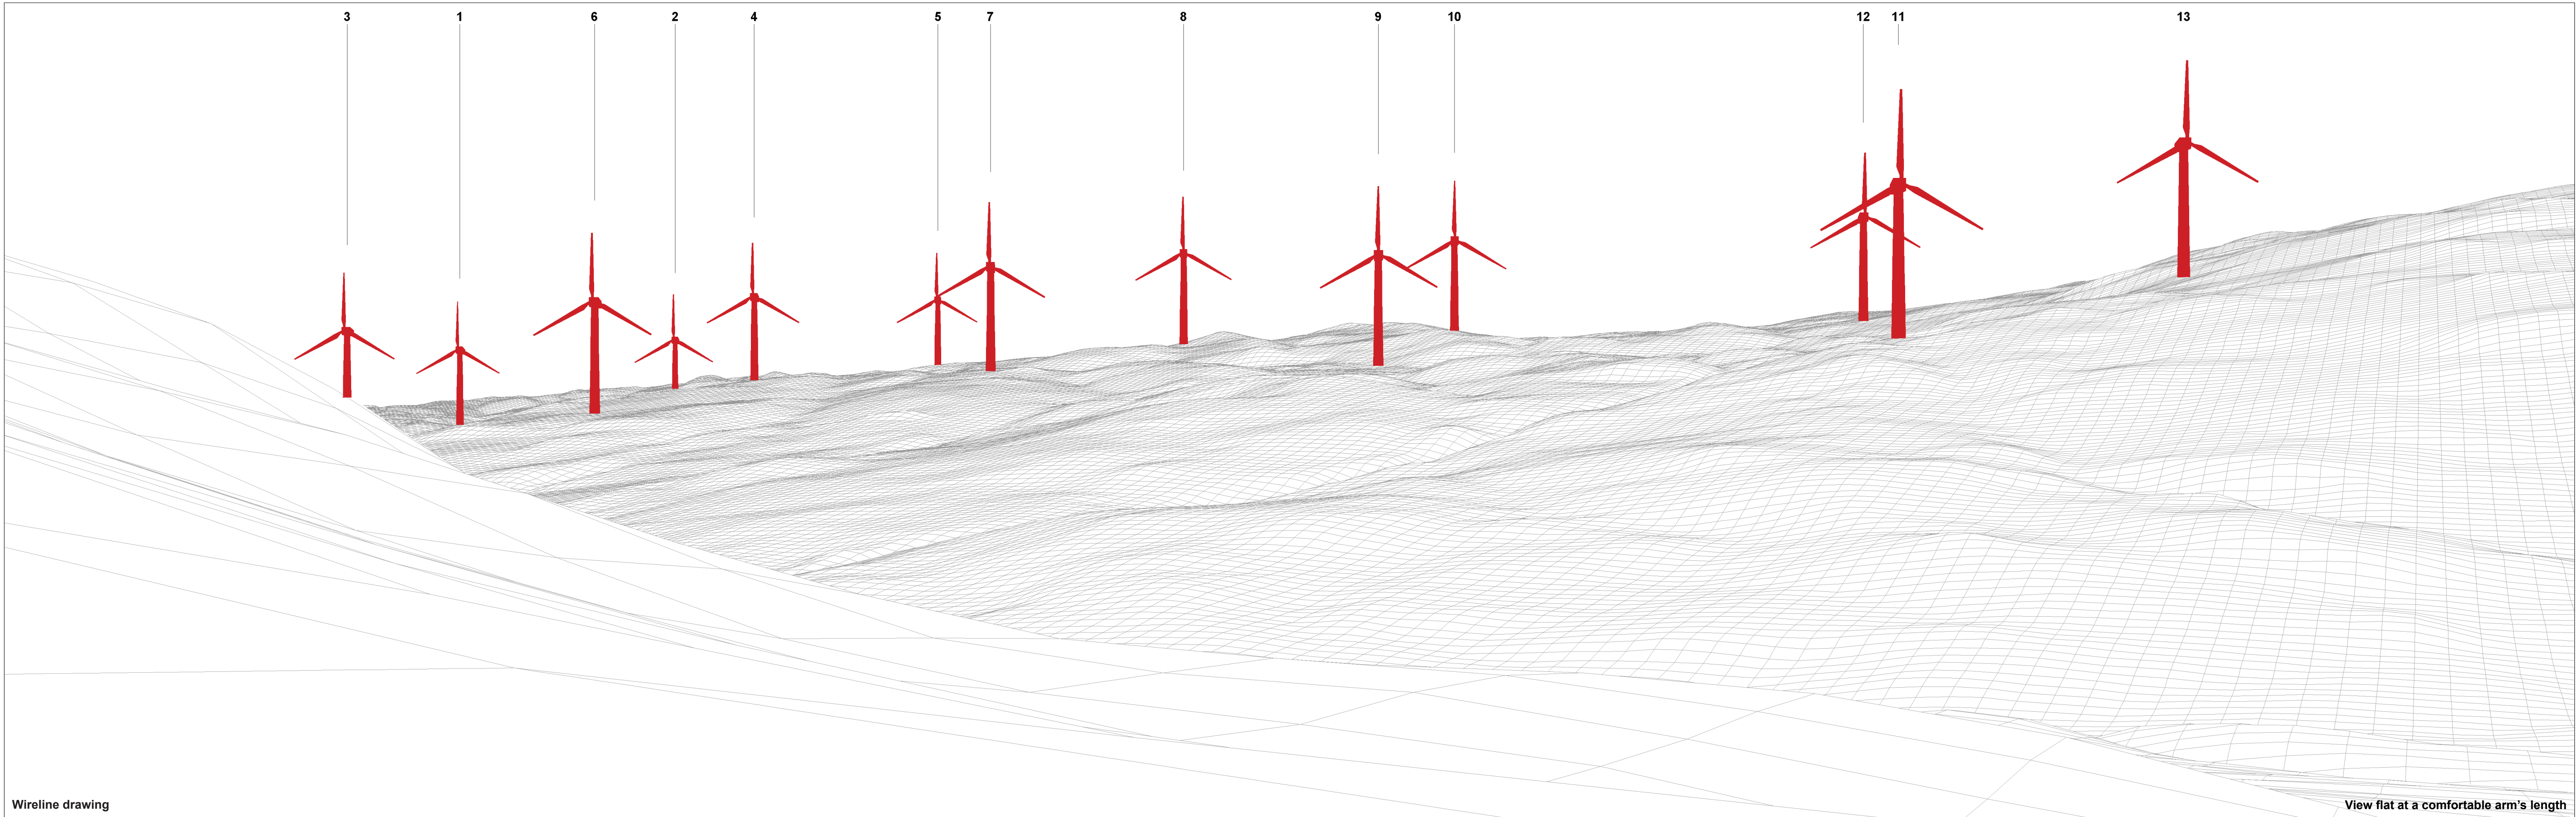 3 1 6 2 4 5 7 8 9 10 12 11 13
Wireline drawing
View flat at a comfortable arm's length